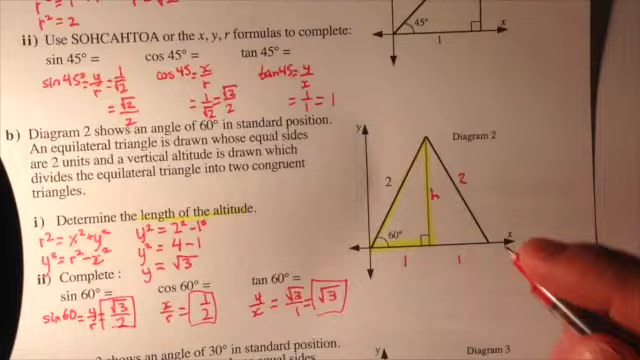 r² = 2
ii) Use SOHCAHTOA or the x, y, r formulas to complete:
sin 45° = cos 45° = tan 45° =
sin 45° = y/r = 1/√2 cos 45 = x/r tan 45 = y/x
= √2/2 = 1/√2 = √3/2 = 1/1 = 1
45°
1
x
b) Diagram 2 shows an angle of 60° in standard position.
An equilateral triangle is drawn whose equal sides
are 2 units and a vertical altitude is drawn which
divides the equilateral triangle into two congruent
triangles.
i) Determine the length of the altitude.
r² = x² + y² y² = 2² - 1²
y² = r² - x² y² = 4 - 1
y = √3
ii) Complete:
sin 60° = cos 60° = tan 60° =
sin 60 = y/r = √3/2 x/r = 1/2 y/x = √3/1 = √3
y
Diagram 2
2 h 2
60°
x
1 1
shows an angle of 30° in standard position.
y
Diagram 3